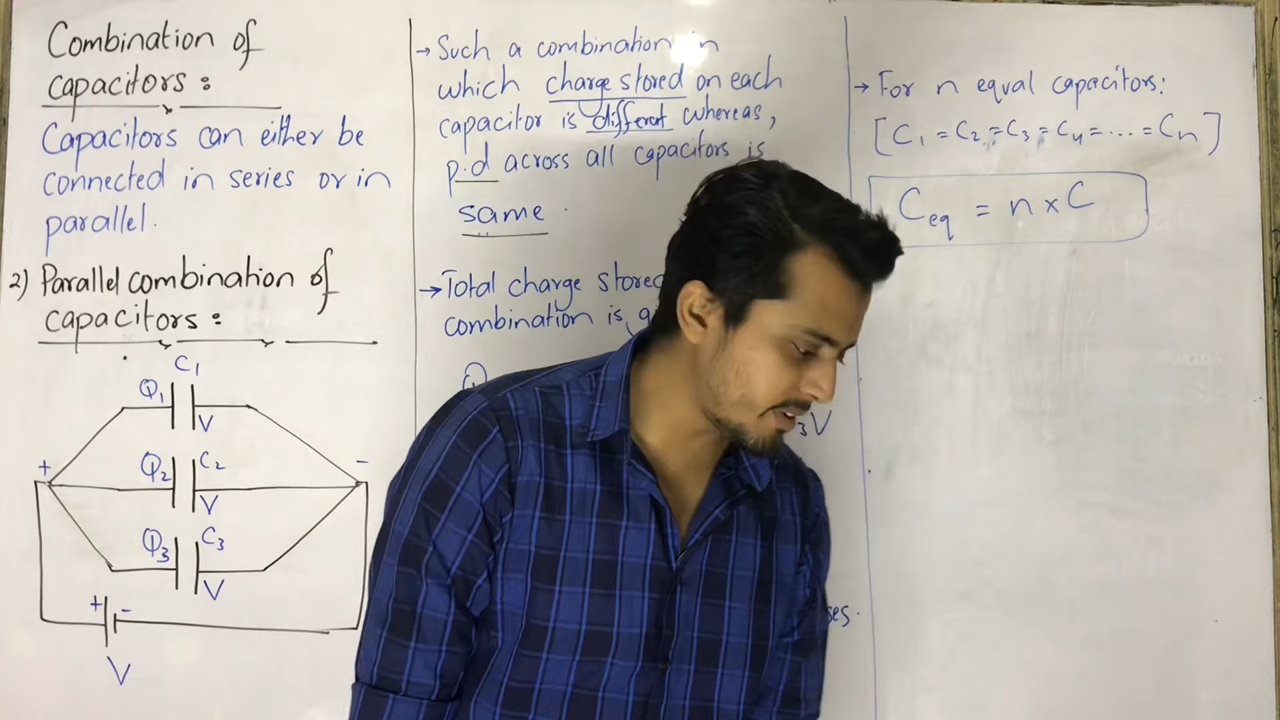 Combination of
capacitors:
Capacitors can either be
connected in series or in
parallel.
2) Parallel combination of
capacitors:
C1
Q1
V
+
-
Q2
C2
V
Q3
C3
V
+ -
V
→ Such a combination in
which charge stored on each
capacitor is different whereas,
p.d across all capacitors is
same.
→ Total charge stored
combination is
Q
3V
→ For n equal capacitors:
[C1 = C2 = C3 = C4 = ... = Cn]
Ceq = n × C